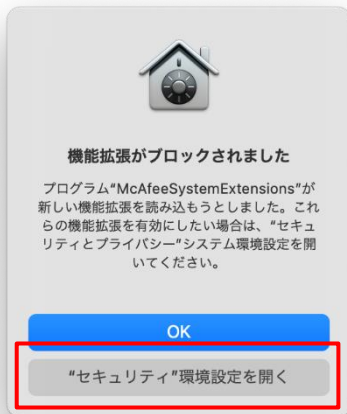 機能拡張がブロックされました
プログラム“McAfeeSystemExtensions”が
新しい機能拡張を読み込もうとしました。これ
らの機能拡張を有効にしたい場合は、“セキュ
リティとプライバシー”システム環境設定を開
いてください。
OK
“セキュリティ”環境設定を開く